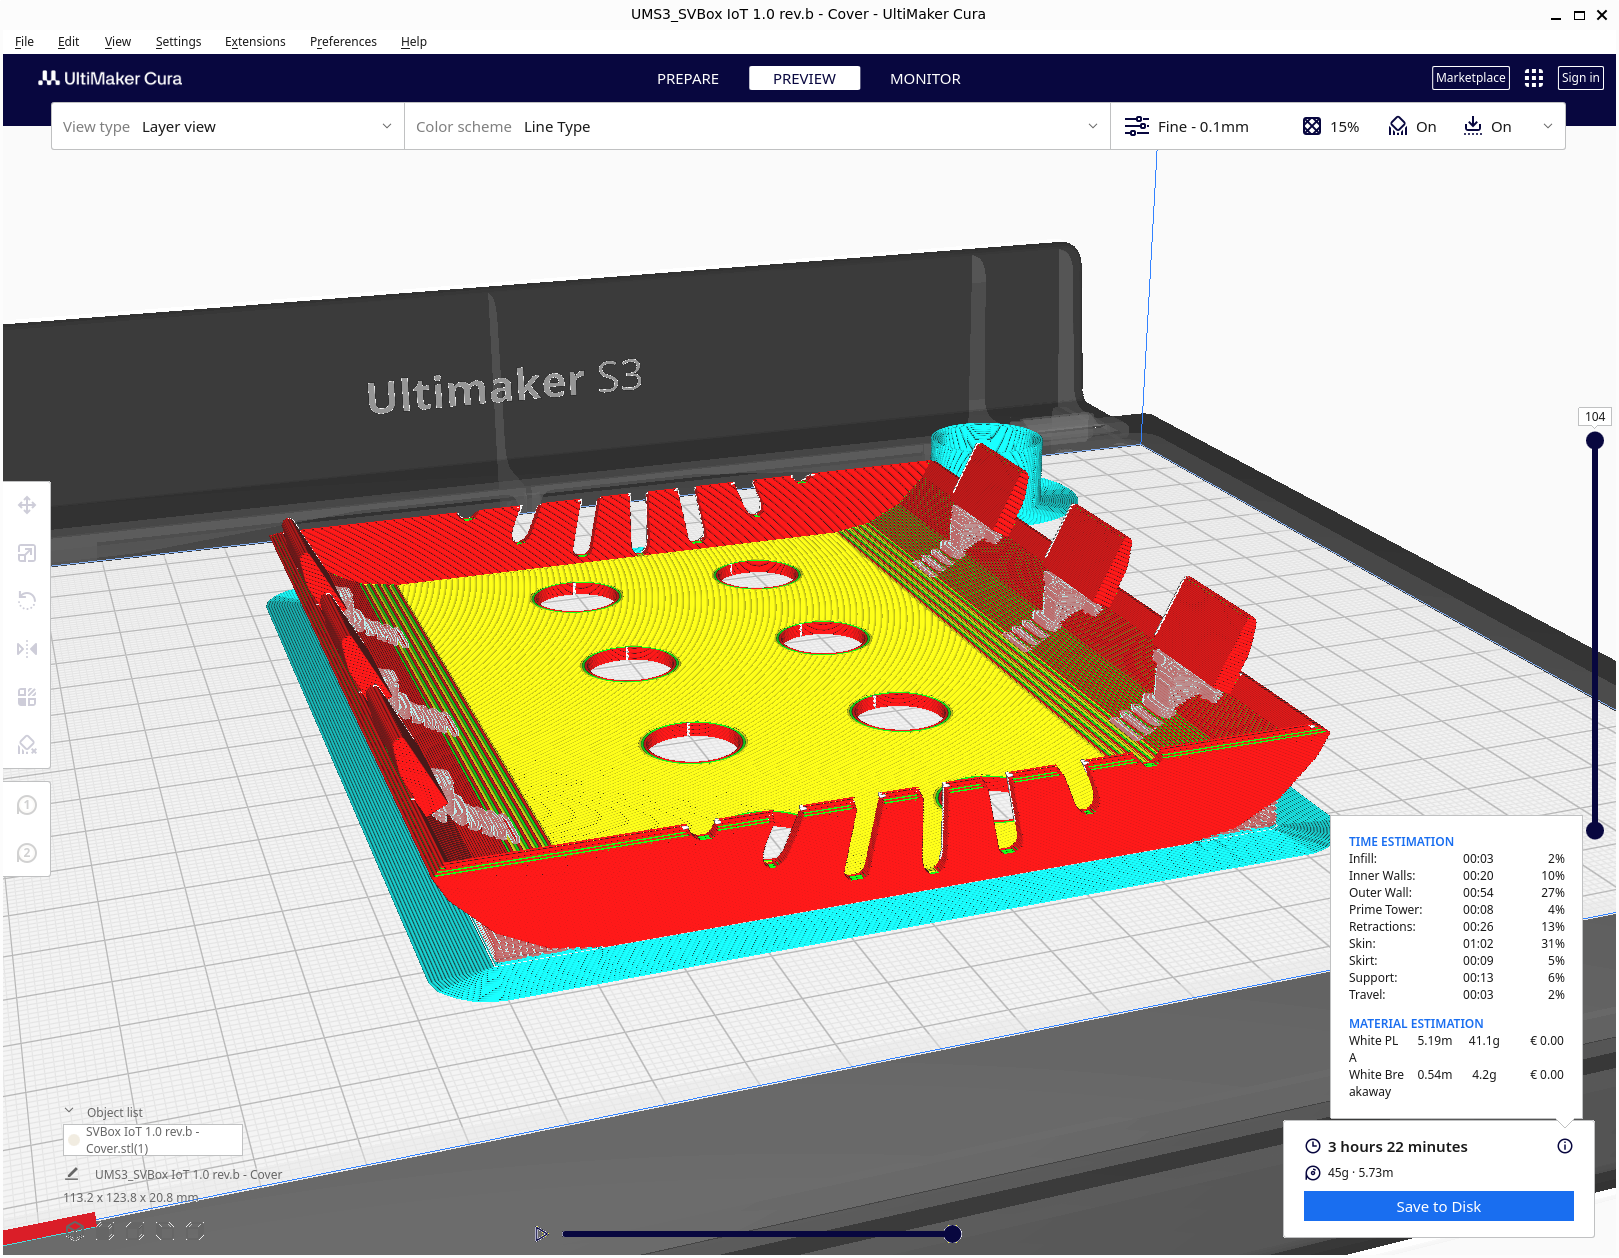 UMS3_SVBox IoT 1.0 rev.b - Cover - UltiMaker Cura
File Edit View Settings Extensions Preferences Help
UltiMaker Cura
PREPARE PREVIEW MONITOR
Marketplace Sign in
View type Layer view
Color scheme Line Type
Fine - 0.1mm 15% On On
Ultimaker S3
104
1
2
TIME ESTIMATION
Infill: 00:03 2%
Inner Walls: 00:20 10%
Outer Wall: 00:54 27%
Prime Tower: 00:08 4%
Retractions: 00:26 13%
Skin: 01:02 31%
Skirt: 00:09 5%
Support: 00:13 6%
Travel: 00:03 2%
MATERIAL ESTIMATION
White PL 5.19m 41.1g € 0.00
A
White Bre 0.54m 4.2g € 0.00
akaway
Object list
SVBox IoT 1.0 rev.b -
Cover.stl(1)
UMS3_SVBox IoT 1.0 rev.b - Cover
113.2 x 123.8 x 20.8 mm
3 hours 22 minutes
45g · 5.73m
Save to Disk